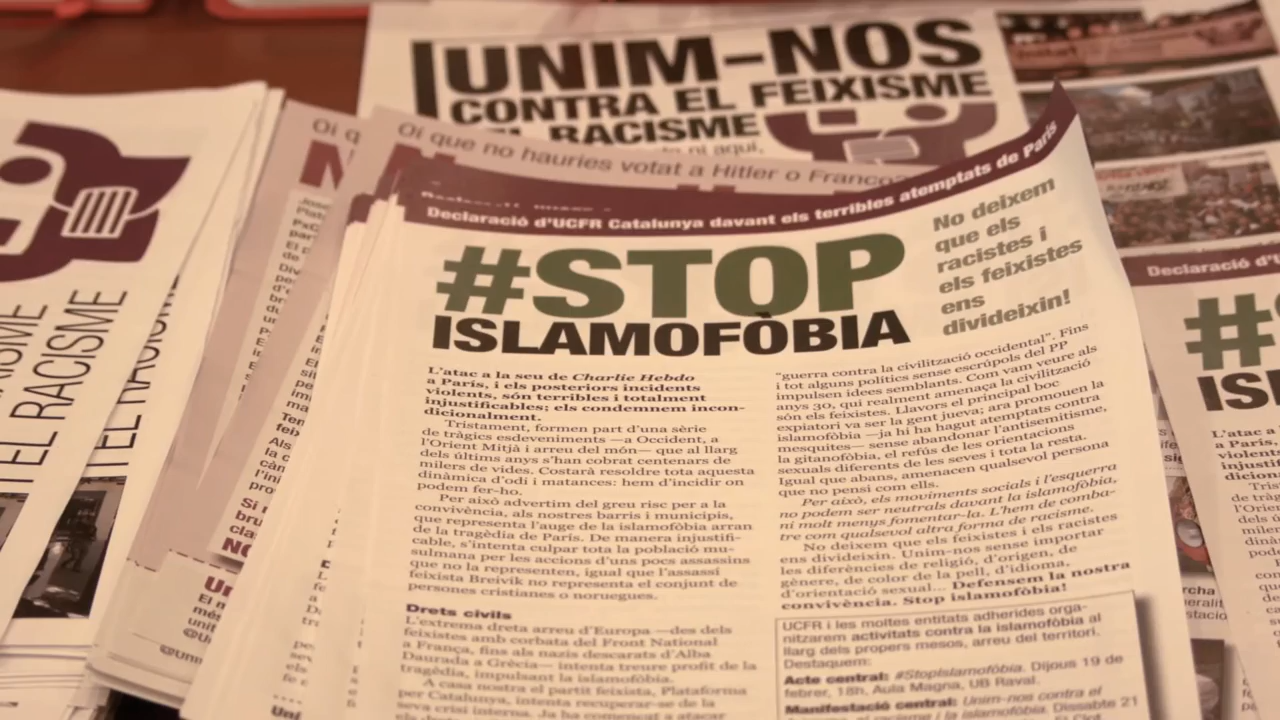 UNIM-NOS
CONTRA EL FEIXISME
EL RACISME
Oi que no hauries votat a Hitler o Franco?
Declaració d'UCFR Catalunya davant els terribles atemptats de París
#STOP
ISLAMOFÒBIA
No deixem
que els
racistes i
els feixistes
ens
divideixin!
L'atac a la seu de Charlie Hebdo
a París, i els posteriors incidents
violents, són terribles i totalment
injustificables; els condemnem incon-
dicionalment.
Tristament, formen part d'una sèrie
de tràgics esdeveniments —a Occident, a
l'Orient Mitjà i arreu del món— que al llarg
dels últims anys s'han cobrat centenars de
milers de vides. Costarà resoldre tota aquesta
dinàmica d'odi i matances: hem d'incidir on
podem fer-ho.
Per això advertim del greu risc per a la
convivència, als nostres barris i municipis,
que representa l'auge de la islamofòbia arran
de la tragèdia de París. De manera injustifi-
cable, s'intenta culpar tota la població mu-
sulmana per les accions d'uns pocs assassins
que no la representen, igual que l'assassí
feixista Breivik no representa el conjunt de
persones cristianes o noruegues.
Drets civils
L'extrema dreta arreu d'Europa —des dels
feixistes amb corbata del Front National
a França, fins als nazis descarats d'Alba
Daurada a Grècia— intenta treure profit de la
tragèdia, impulsant la islamofòbia.
A casa nostra el partit feixista, Plataforma
per Catalunya, intenta recuperar-se de la
seva crisi interna. Ja ha començat a atacar
"guerra contra la civilització occidental". Fins
i tot alguns polítics sense escrúpols del PP
impulsen idees semblants. Com vam veure als
anys 30, qui realment amenaça la civilització
són els feixistes. Llavors el principal boc
expiatori va ser la gent jueva; ara promouen la
islamofòbia —ja hi ha hagut atemptats contra
mesquites— sense abandonar l'antisemitisme,
la gitanofòbia, el refús de les orientacions
sexuals diferents de les seves i tota la resta.
Igual que abans, amenacen qualsevol persona
que no pensi com ells.
Per això, els moviments socials i l'esquerra
no podem ser neutrals davant la islamofòbia,
ni molt menys fomentar-la. L'hem de comba-
tre com qualsevol altra forma de racisme.
No deixem que els feixistes i els racistes
ens divideixin. Unim-nos sense importar
les diferències de religió, d'origen, de
gènere, de color de la pell, d'idioma,
d'orientació sexual... Defensem la nostra
convivència. Stop islamofòbia!
UCFR i les moltes entitats adherides orga-
nitzarem activitats contra la islamofòbia al
llarg dels propers mesos, arreu del territori.
Destaquem:
Acte central: #StopIslamofòbia. Dijous 19 de
febrer, 18h, Aula Magna, UB Raval.
Manifestació central: Unim-nos contra el
feixisme, el racisme i la islamofòbia. Dissabte 21
EL RACISME